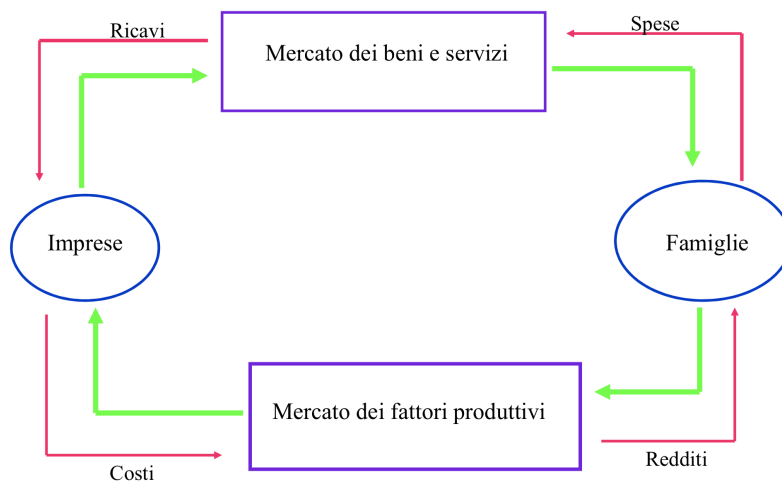 Ricavi
Spese
Mercato dei beni e servizi
Imprese
Famiglie
Mercato dei fattori produttivi
Costi
Redditi